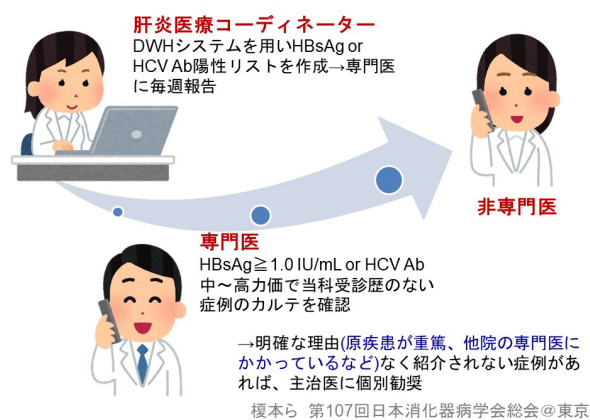 肝炎医療コーディネーター
DWHシステムを用いHBsAg or
HCV Ab陽性リストを作成→専門医
に毎週報告
非専門医
専門医
HBsAg≧1.0 IU/mL or HCV Ab
中～高力価で当科受診歴のない
症例のカルテを確認
→明確な理由(原疾患が重篤、他院の専門医に
かかっているなど)なく紹介されない症例があ
れば、主治医に個別勧奨
榎本ら 第107回日本消化器病学会総会＠東京